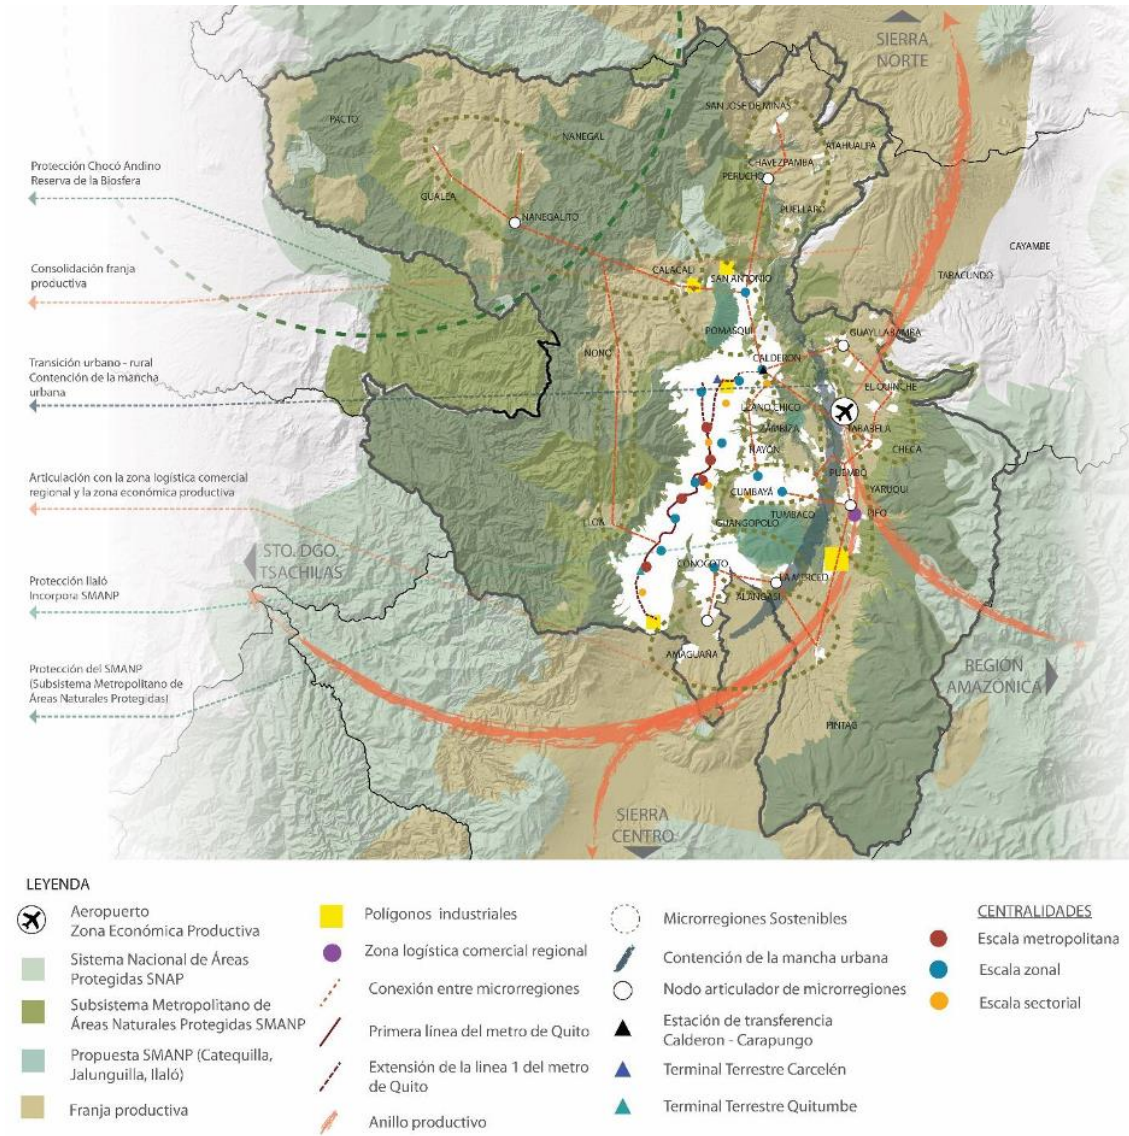 SIERRA
NORTE
SAN JOSE DE MINAS
PACTO
NANEGAL
ATAHUALPA
CHAVEZPAMBA
PERUCHO
GUALEA
PUELLARO
NANEGALITO
CAYAMBE
CALACALI
SAN ANTONIO
TABACUNDO
POMASQUI
GUAYLLABAMBA
NONO
CALDERON
EL QUINCHE
LLANO CHICO
ZAMBIZA
TABABELA
NAYÓN
CHECA
PUEMBO
CUMBAYÁ
YARUQUI
TUMBACO
PIFO
LLOA
GUANGOPOLO
STO. DGO.
TSACHILAS
CONOCOTO
LA MERCED
ALANGASI
AMAGUAÑA
REGIÓN
AMAZÓNICA
PINTAG
SIERRA
CENTRO
Protección Chocó Andino
Reserva de la Biosfera
Consolidación franja
productiva
Transición urbano - rural
Contención de la mancha
urbana
Articulación con la zona logística comercial
regional y la zona económica productiva
Protección Ilaló
Incorpora SMANP
Protección del SMANP
(Subsistema Metropolitano de
Áreas Naturales Protegidas)
LEYENDA
Aeropuerto
Zona Económica Productiva
Sistema Nacional de Áreas
Protegidas SNAP
Subsistema Metropolitano de
Áreas Naturales Protegidas SMANP
Propuesta SMANP (Catequilla,
Jalunguilla, Ilaló)
Franja productiva
Polígonos industriales
Zona logística comercial regional
Conexión entre microrregiones
Primera línea del metro de Quito
Extensión de la linea 1 del metro
de Quito
Anillo productivo
Microrregiones Sostenibles
Contención de la mancha urbana
Nodo articulador de microrregiones
Estación de transferencia
Calderon - Carapungo
Terminal Terrestre Carcelén
Terminal Terrestre Quitumbe
CENTRALIDADES
Escala metropolitana
Escala zonal
Escala sectorial